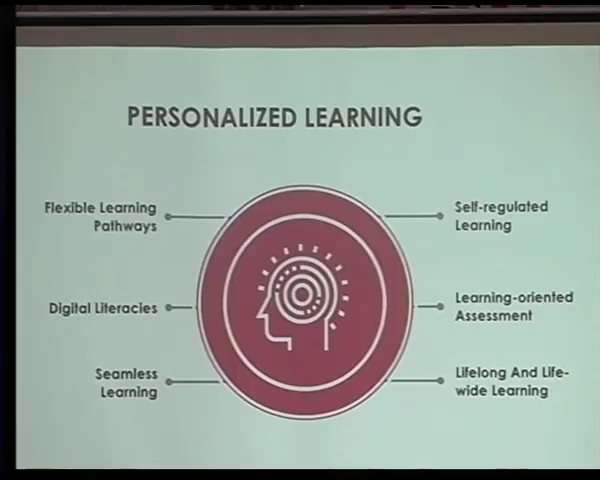 PERSONALIZED LEARNING
Flexible Learning
Pathways
Digital Literacies
Seamless
Learning
Self-regulated
Learning
Learning-oriented
Assessment
Lifelong And Life-
wide Learning